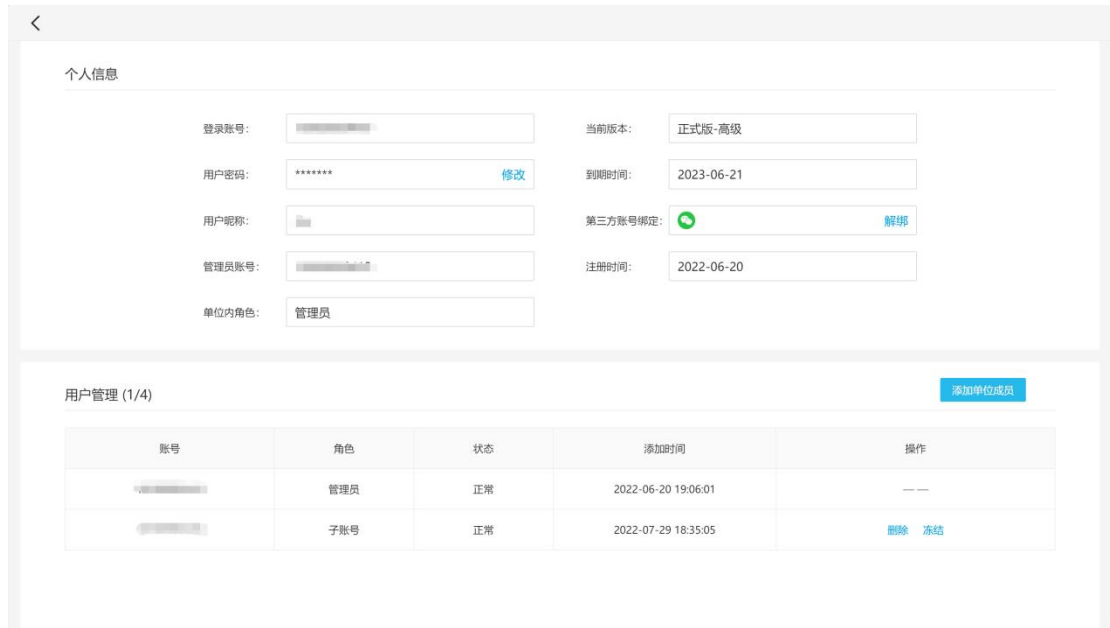 个人信息
登录账号:
当前版本: 正式版-高级
用户密码: ******* 修改
到期时间: 2023-06-21
用户昵称:
第三方账号绑定: 解绑
管理员账号:
注册时间: 2022-06-20
单位内角色: 管理员
用户管理 (1/4)
添加单位成员
账号 角色 状态 添加时间 操作
管理员 正常 2022-06-20 19:06:01 — —
子账号 正常 2022-07-29 18:35:05 删除 冻结